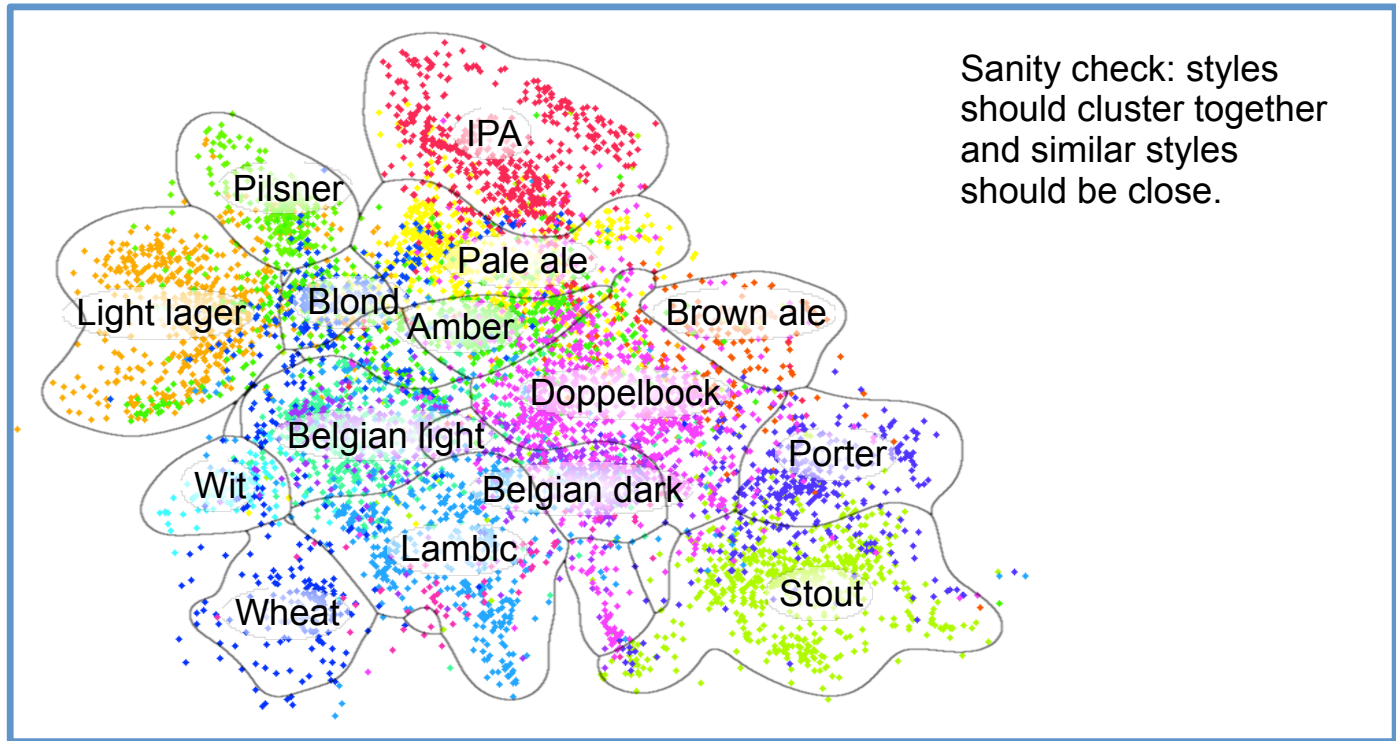 Sanity check: styles
should cluster together
and similar styles
should be close.
IPA
Pilsner
Pale ale
Light lager
Blond
Amber
Brown ale
Doppelbock
Belgian light
Porter
Wit
Belgian dark
Lambic
Stout
Wheat